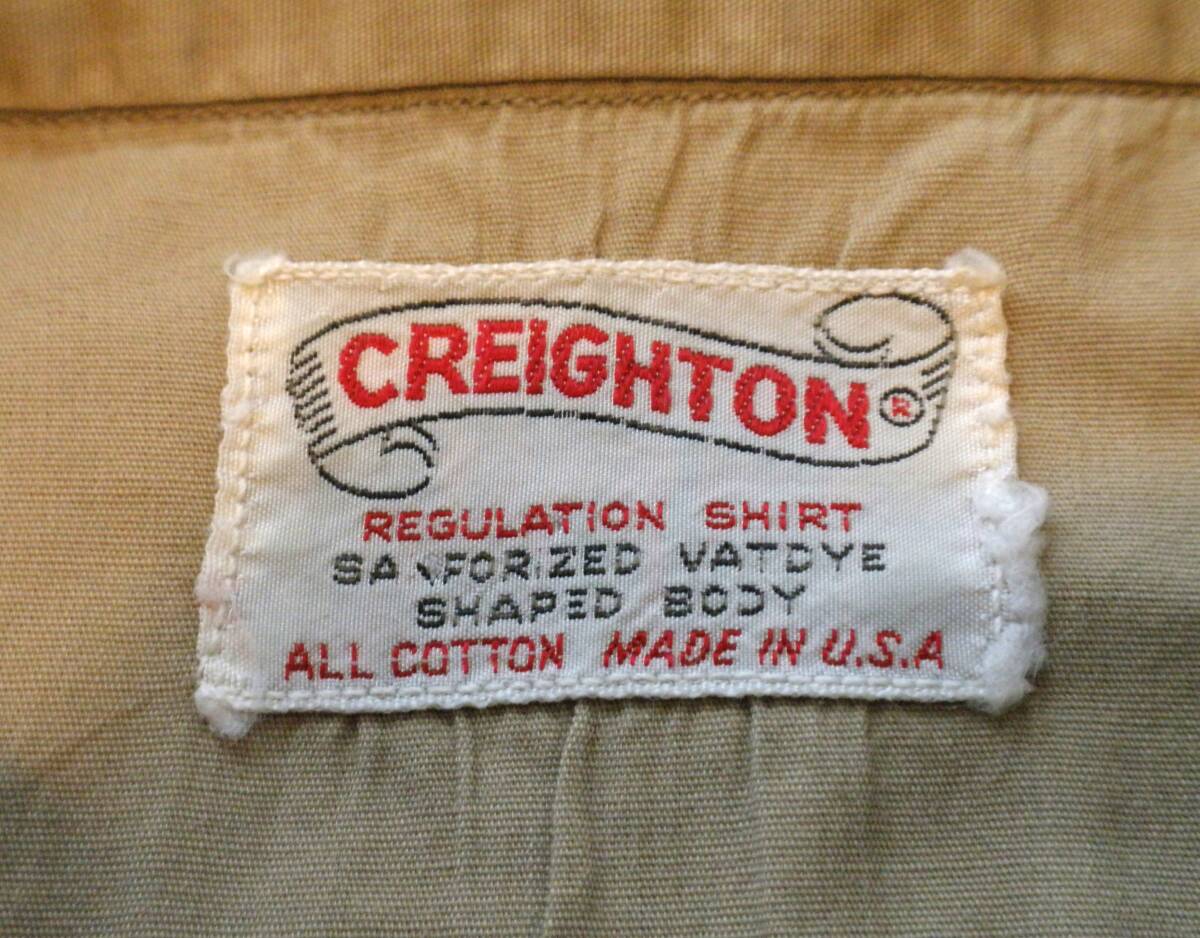 CREIGHTON ®
REGULATION SHIRT
SANFORIZED VATDYE
SHAPED BODY
ALL COTTON MADE IN U.S.A